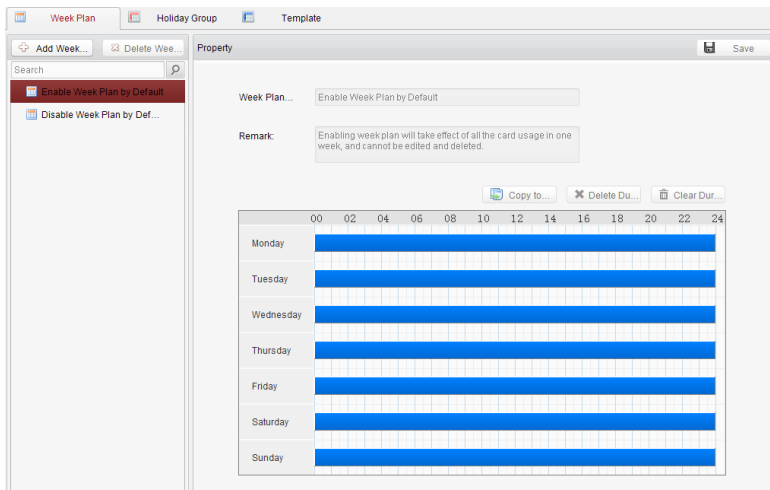 Week Plan Holiday Group Template
Add Week... Delete Wee... Property Save
Search
Enable Week Plan by Default
Disable Week Plan by Def...
Week Plan... Enable Week Plan by Default
Remark: Enabling week plan will take effect of all the card usage in one
week, and cannot be edited and deleted.
Copy to... Delete Du... Clear Dur...
00 02 04 06 08 10 12 14 16 18 20 22 24
Monday
Tuesday
Wednesday
Thursday
Friday
Saturday
Sunday